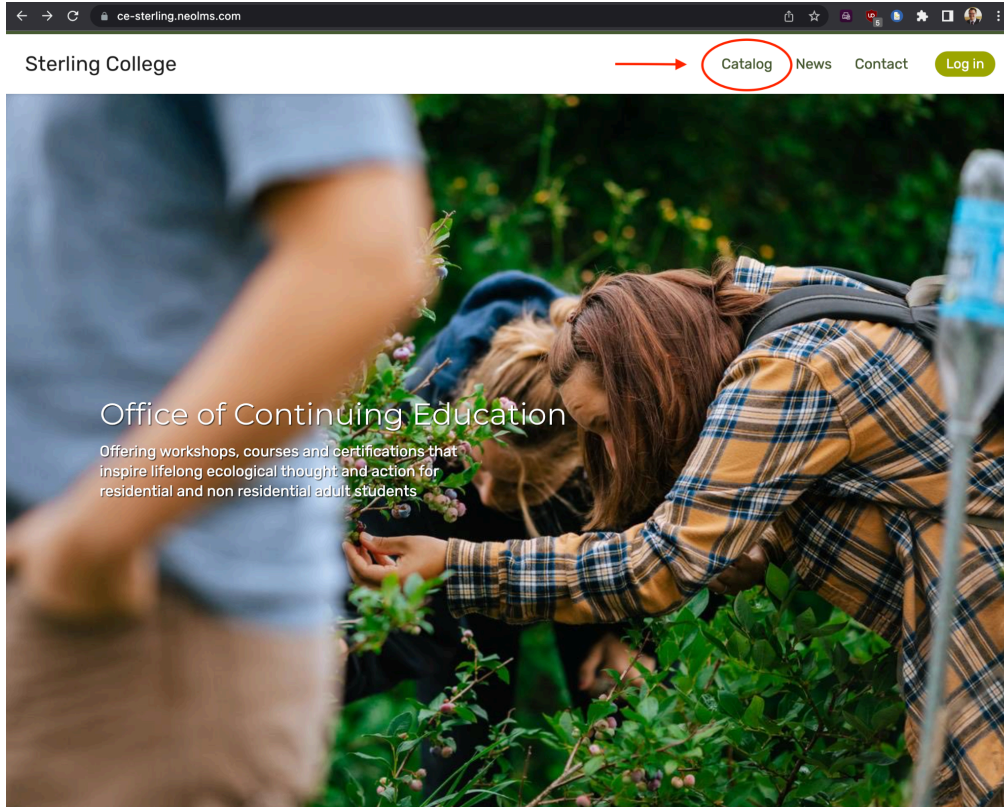 ce-sterling.neolms.com
Sterling College
Catalog News Contact Log in
Office of Continuing Education
Offering workshops, courses and certifications that
inspire lifelong ecological thought and action for
residential and non residential adult students